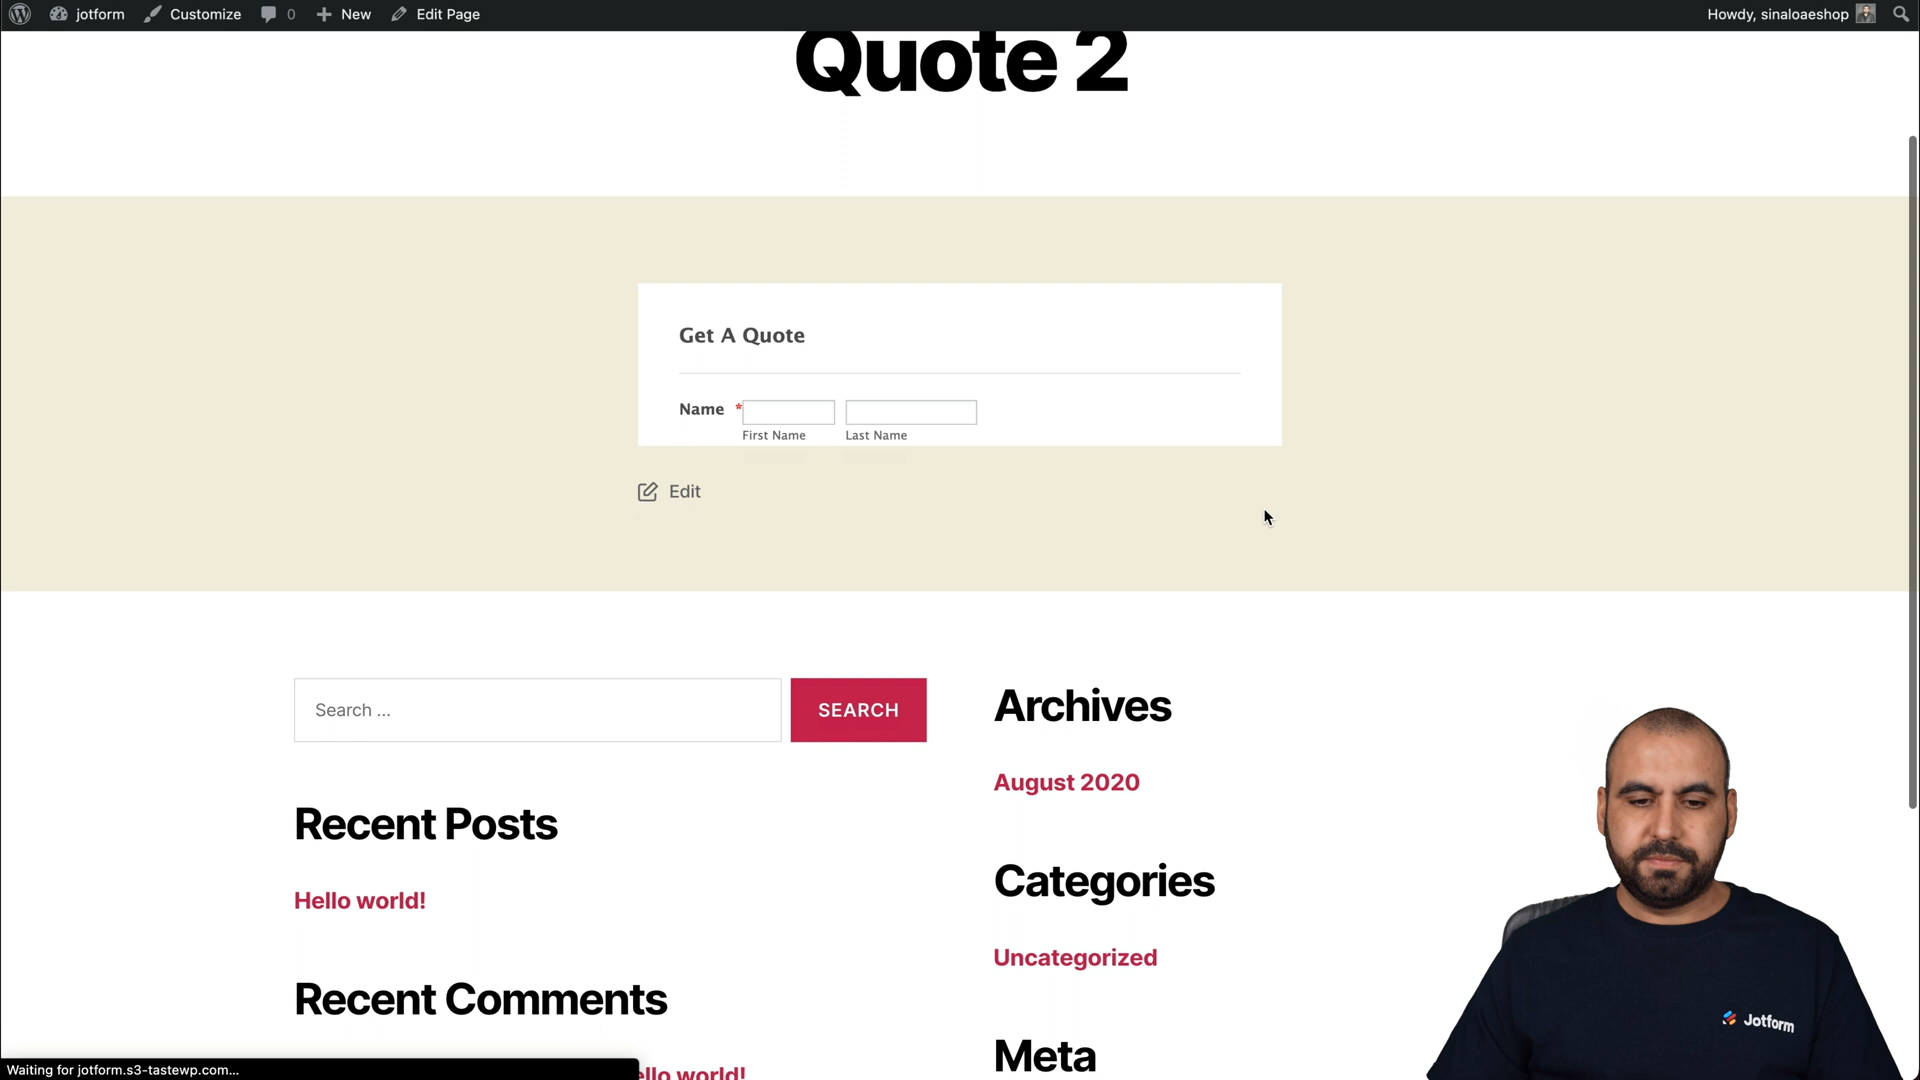 jotform Customize 0 New Edit Page Howdy, sinaloaeshop
Quote 2
Get A Quote
Name *
First Name Last Name
Edit
Search ... SEARCH
Archives
August 2020
Recent Posts
Hello world!
Categories
Uncategorized
Recent Comments
Meta
Jotform
Waiting for jotform.s3-tastewp.com...
ello world!